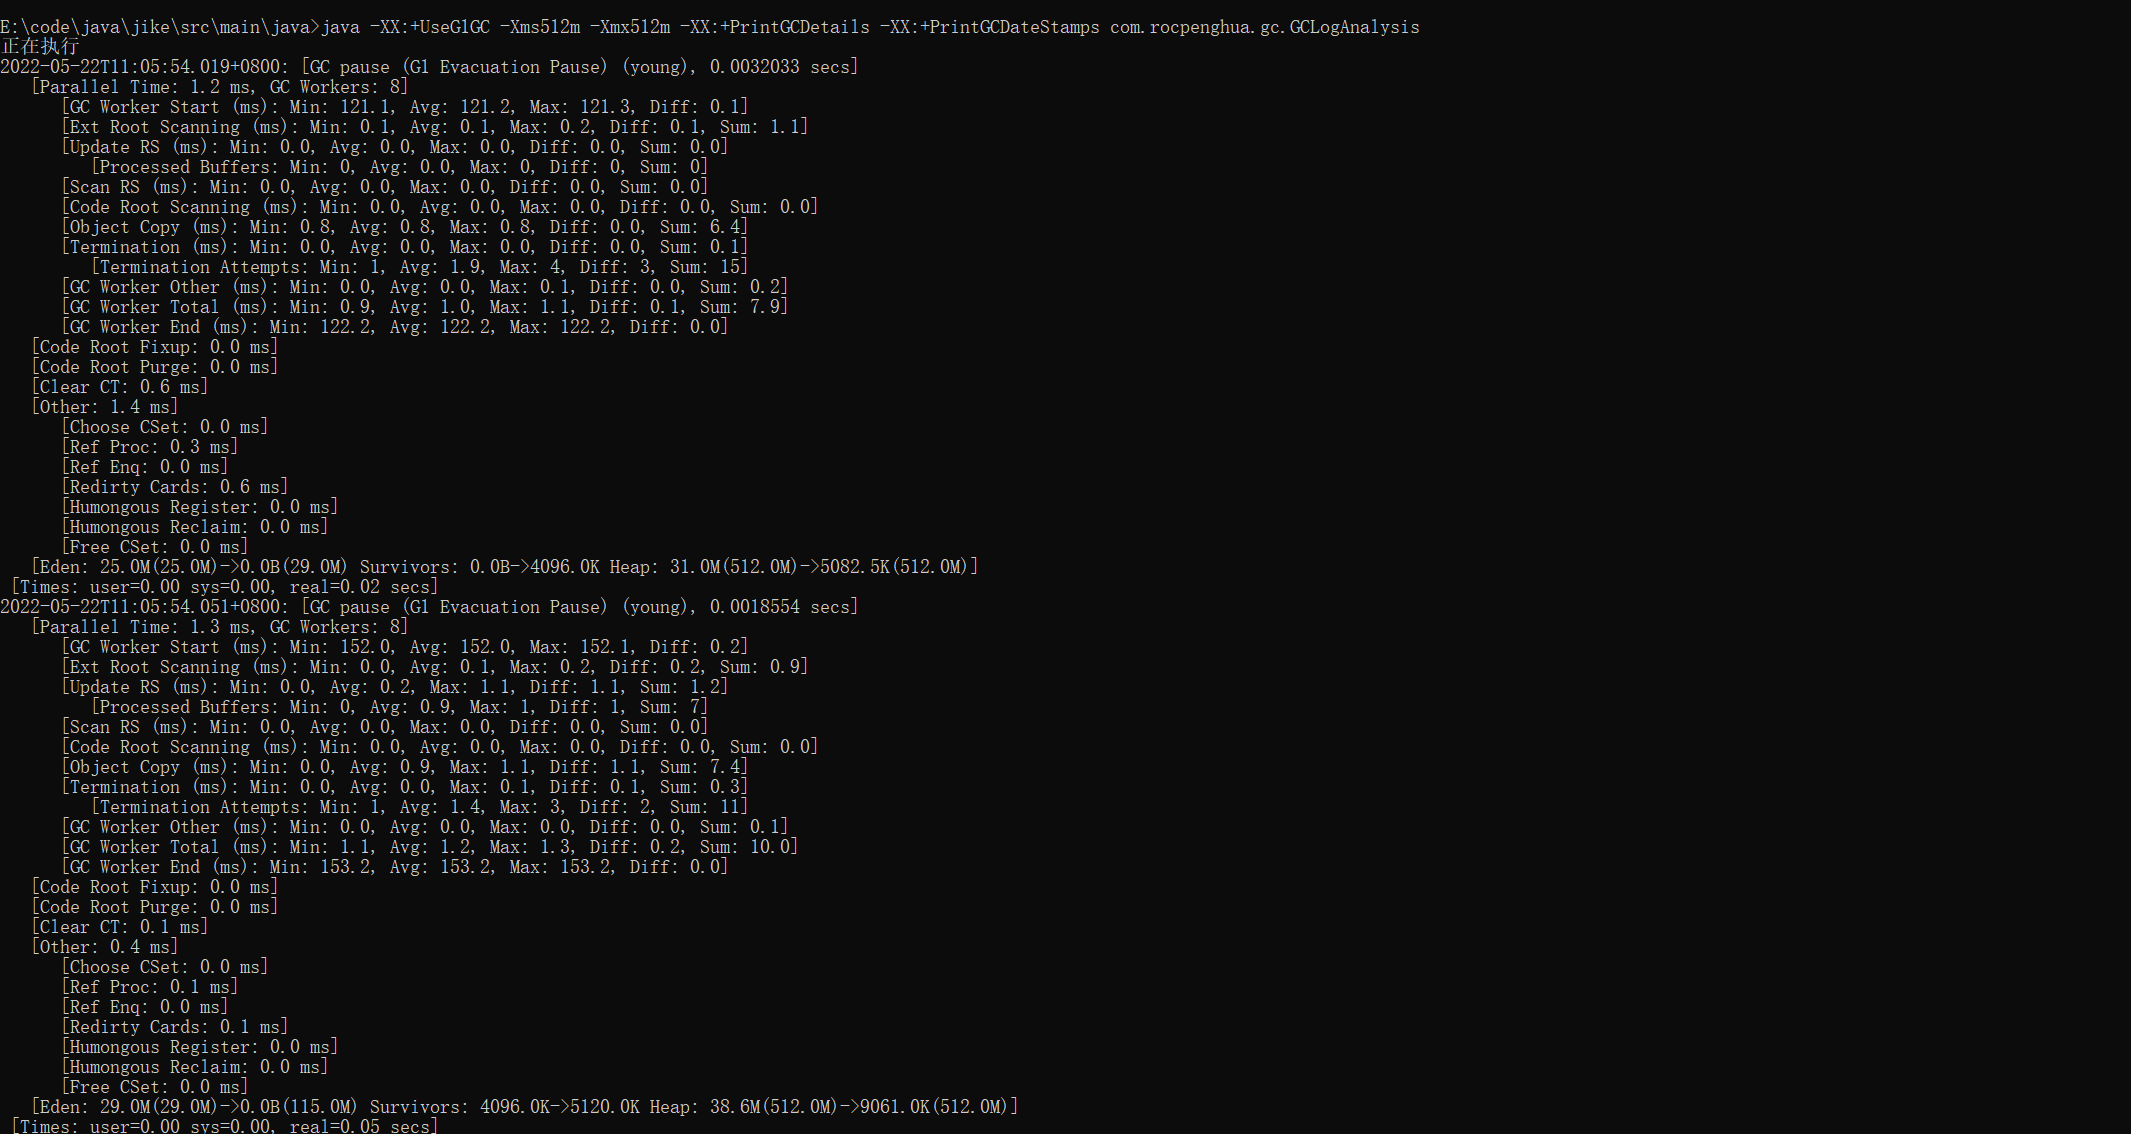 E:\code\java\jike\src\main\java>java -XX:+UseG1GC -Xms512m -Xmx512m -XX:+PrintGCDetails -XX:+PrintGCDateStamps com.rocpenghua.gc.GCLogAnalysis
正在执行
2022-05-22T11:05:54.019+0800: [GC pause (G1 Evacuation Pause) (young), 0.0032033 secs]
[Parallel Time: 1.2 ms, GC Workers: 8]
[GC Worker Start (ms): Min: 121.1, Avg: 121.2, Max: 121.3, Diff: 0.1]
[Ext Root Scanning (ms): Min: 0.1, Avg: 0.1, Max: 0.2, Diff: 0.1, Sum: 1.1]
[Update RS (ms): Min: 0.0, Avg: 0.0, Max: 0.0, Diff: 0.0, Sum: 0.0]
[Processed Buffers: Min: 0, Avg: 0.0, Max: 0, Diff: 0, Sum: 0]
[Scan RS (ms): Min: 0.0, Avg: 0.0, Max: 0.0, Diff: 0.0, Sum: 0.0]
[Code Root Scanning (ms): Min: 0.0, Avg: 0.0, Max: 0.0, Diff: 0.0, Sum: 0.0]
[Object Copy (ms): Min: 0.8, Avg: 0.8, Max: 0.8, Diff: 0.0, Sum: 6.4]
[Termination (ms): Min: 0.0, Avg: 0.0, Max: 0.0, Diff: 0.0, Sum: 0.1]
[Termination Attempts: Min: 1, Avg: 1.9, Max: 4, Diff: 3, Sum: 15]
[GC Worker Other (ms): Min: 0.0, Avg: 0.0, Max: 0.1, Diff: 0.0, Sum: 0.2]
[GC Worker Total (ms): Min: 0.9, Avg: 1.0, Max: 1.1, Diff: 0.1, Sum: 7.9]
[GC Worker End (ms): Min: 122.2, Avg: 122.2, Max: 122.2, Diff: 0.0]
[Code Root Fixup: 0.0 ms]
[Code Root Purge: 0.0 ms]
[Clear CT: 0.6 ms]
[Other: 1.4 ms]
[Choose CSet: 0.0 ms]
[Ref Proc: 0.3 ms]
[Ref Enq: 0.0 ms]
[Redirty Cards: 0.6 ms]
[Humongous Register: 0.0 ms]
[Humongous Reclaim: 0.0 ms]
[Free CSet: 0.0 ms]
[Eden: 25.0M(25.0M)->0.0B(29.0M) Survivors: 0.0B->4096.0K Heap: 31.0M(512.0M)->5082.5K(512.0M)]
[Times: user=0.00 sys=0.00, real=0.02 secs]
2022-05-22T11:05:54.051+0800: [GC pause (G1 Evacuation Pause) (young), 0.0018554 secs]
[Parallel Time: 1.3 ms, GC Workers: 8]
[GC Worker Start (ms): Min: 152.0, Avg: 152.0, Max: 152.1, Diff: 0.2]
[Ext Root Scanning (ms): Min: 0.0, Avg: 0.1, Max: 0.2, Diff: 0.2, Sum: 0.9]
[Update RS (ms): Min: 0.0, Avg: 0.2, Max: 1.1, Diff: 1.1, Sum: 1.2]
[Processed Buffers: Min: 0, Avg: 0.9, Max: 1, Diff: 1, Sum: 7]
[Scan RS (ms): Min: 0.0, Avg: 0.0, Max: 0.0, Diff: 0.0, Sum: 0.0]
[Code Root Scanning (ms): Min: 0.0, Avg: 0.0, Max: 0.0, Diff: 0.0, Sum: 0.0]
[Object Copy (ms): Min: 0.0, Avg: 0.9, Max: 1.1, Diff: 1.1, Sum: 7.4]
[Termination (ms): Min: 0.0, Avg: 0.0, Max: 0.1, Diff: 0.1, Sum: 0.3]
[Termination Attempts: Min: 1, Avg: 1.4, Max: 3, Diff: 2, Sum: 11]
[GC Worker Other (ms): Min: 0.0, Avg: 0.0, Max: 0.0, Diff: 0.0, Sum: 0.1]
[GC Worker Total (ms): Min: 1.1, Avg: 1.2, Max: 1.3, Diff: 0.2, Sum: 10.0]
[GC Worker End (ms): Min: 153.2, Avg: 153.2, Max: 153.2, Diff: 0.0]
[Code Root Fixup: 0.0 ms]
[Code Root Purge: 0.0 ms]
[Clear CT: 0.1 ms]
[Other: 0.4 ms]
[Choose CSet: 0.0 ms]
[Ref Proc: 0.1 ms]
[Ref Enq: 0.0 ms]
[Redirty Cards: 0.1 ms]
[Humongous Register: 0.0 ms]
[Humongous Reclaim: 0.0 ms]
[Free CSet: 0.0 ms]
[Eden: 29.0M(29.0M)->0.0B(115.0M) Survivors: 4096.0K->5120.0K Heap: 38.6M(512.0M)->9061.0K(512.0M)]
[Times: user=0.00 sys=0.00, real=0.05 secs]